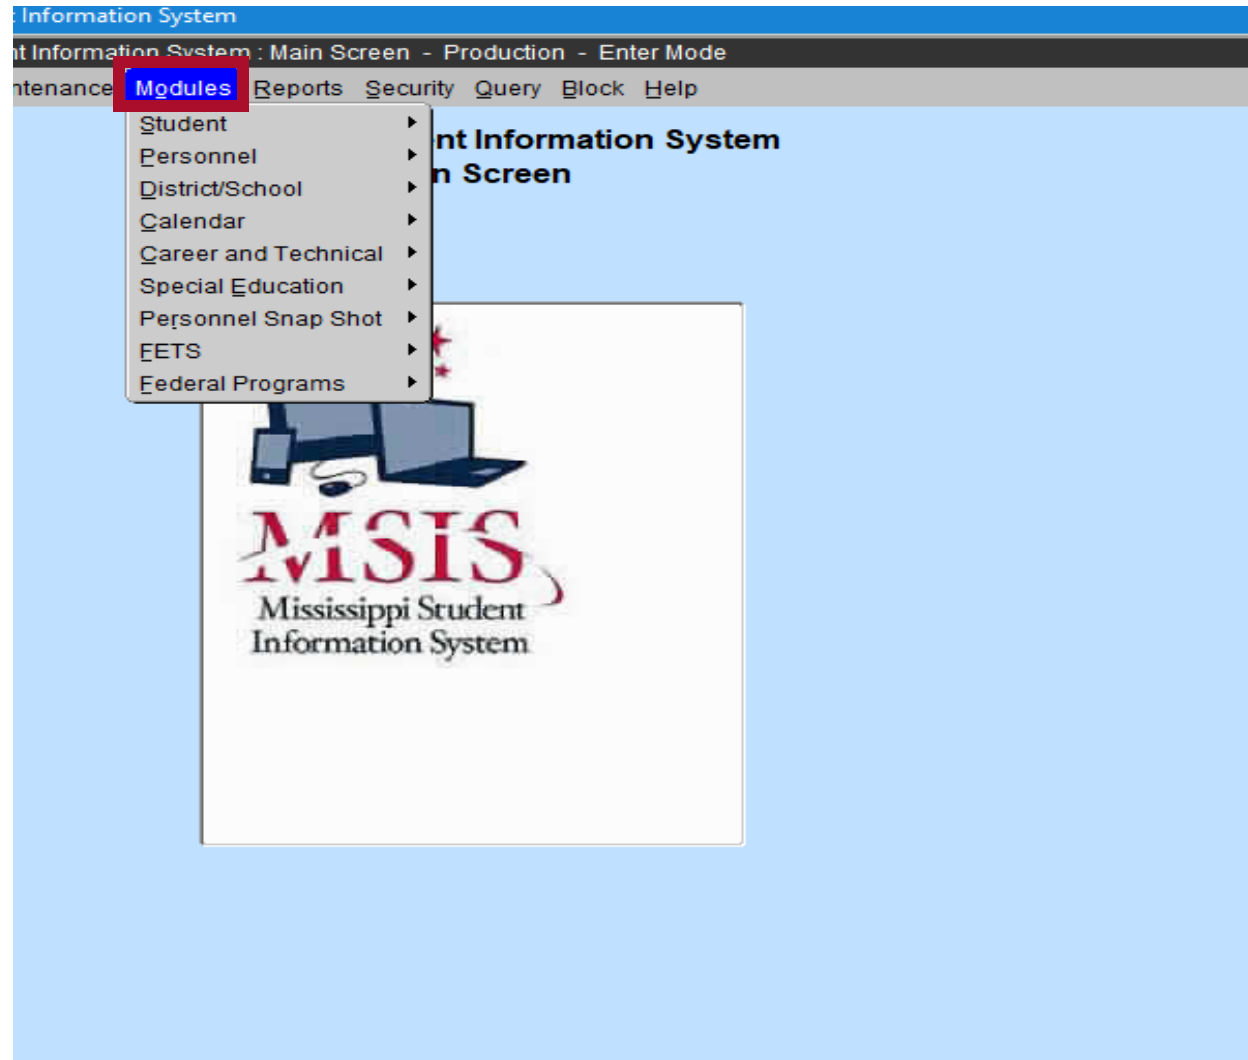 Information System
nt Information System : Main Screen - Production - Enter Mode
ntenance Modules Reports Security Query Block Help
Student
Personnel
District/School
Calendar
Career and Technical
Special Education
Personnel Snap Shot
FETS
Federal Programs
ent Information System
n Screen
MSIS
Mississippi Student
Information System